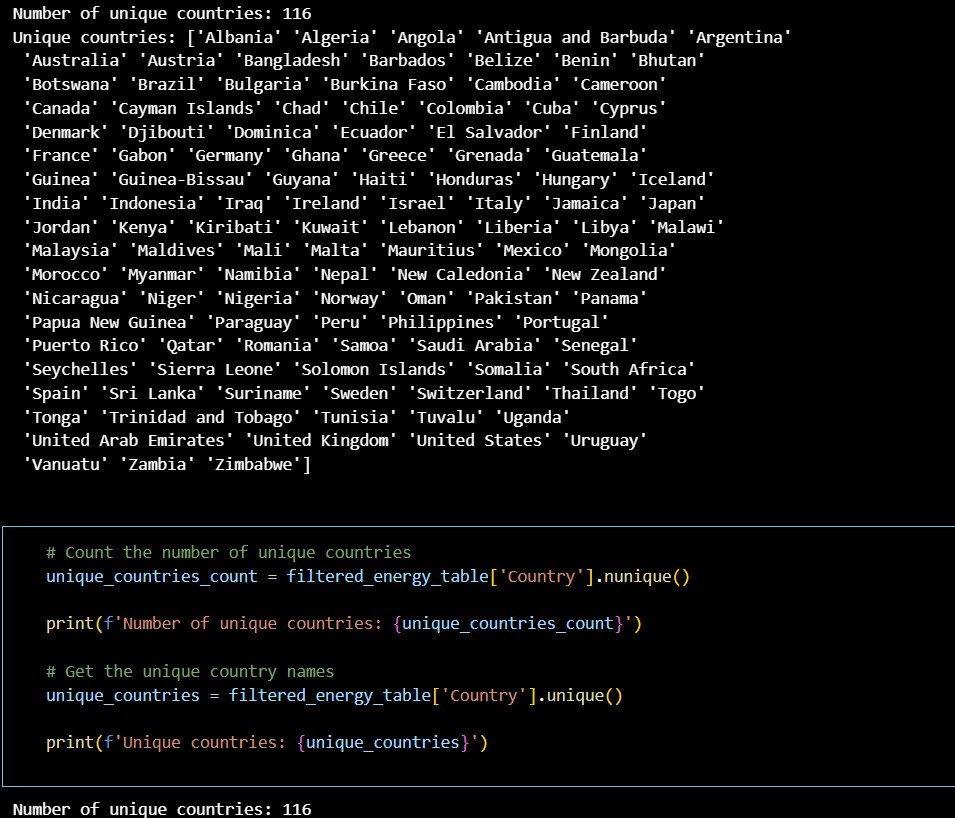 Number of unique countries: 116
Unique countries: ['Albania' 'Algeria' 'Angola' 'Antigua and Barbuda' 'Argentina'
 'Australia' 'Austria' 'Bangladesh' 'Barbados' 'Belize' 'Benin' 'Bhutan'
 'Botswana' 'Brazil' 'Bulgaria' 'Burkina Faso' 'Cambodia' 'Cameroon'
 'Canada' 'Cayman Islands' 'Chad' 'Chile' 'Colombia' 'Cuba' 'Cyprus'
 'Denmark' 'Djibouti' 'Dominica' 'Ecuador' 'El Salvador' 'Finland'
 'France' 'Gabon' 'Germany' 'Ghana' 'Greece' 'Grenada' 'Guatemala'
 'Guinea' 'Guinea-Bissau' 'Guyana' 'Haiti' 'Honduras' 'Hungary' 'Iceland'
 'India' 'Indonesia' 'Iraq' 'Ireland' 'Israel' 'Italy' 'Jamaica' 'Japan'
 'Jordan' 'Kenya' 'Kiribati' 'Kuwait' 'Lebanon' 'Liberia' 'Libya' 'Malawi'
 'Malaysia' 'Maldives' 'Mali' 'Malta' 'Mauritius' 'Mexico' 'Mongolia'
 'Morocco' 'Myanmar' 'Namibia' 'Nepal' 'New Caledonia' 'New Zealand'
 'Nicaragua' 'Niger' 'Nigeria' 'Norway' 'Oman' 'Pakistan' 'Panama'
 'Papua New Guinea' 'Paraguay' 'Peru' 'Philippines' 'Portugal'
 'Puerto Rico' 'Qatar' 'Romania' 'Samoa' 'Saudi Arabia' 'Senegal'
 'Seychelles' 'Sierra Leone' 'Solomon Islands' 'Somalia' 'South Africa'
 'Spain' 'Sri Lanka' 'Suriname' 'Sweden' 'Switzerland' 'Thailand' 'Togo'
 'Tonga' 'Trinidad and Tobago' 'Tunisia' 'Tuvalu' 'Uganda'
 'United Arab Emirates' 'United Kingdom' 'United States' 'Uruguay'
 'Vanuatu' 'Zambia' 'Zimbabwe']
# Count the number of unique countries
unique_countries_count = filtered_energy_table['Country'].nunique()
print(f'Number of unique countries: {unique_countries_count}')
# Get the unique country names
unique_countries = filtered_energy_table['Country'].unique()
print(f'Unique countries: {unique_countries}')
Number of unique countries: 116